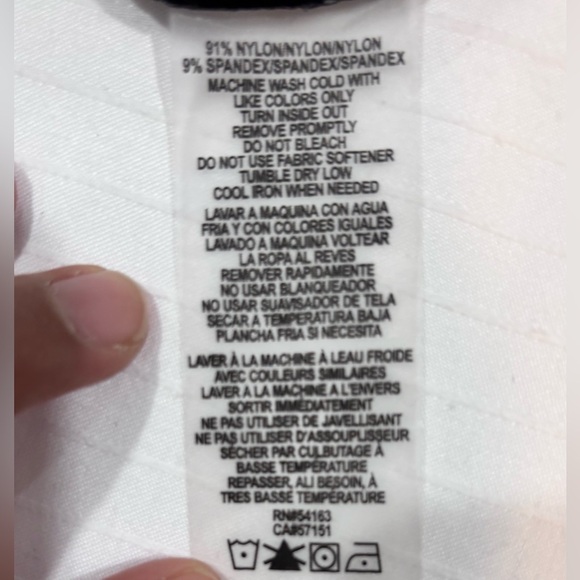 91% NYLON/NYLON/NYLON
9% SPANDEX/SPANDEX/SPANDEX
MACHINE WASH COLD WITH
LIKE COLORS ONLY
TURN INSIDE OUT
REMOVE PROMPTLY
DO NOT BLEACH
DO NOT USE FABRIC SOFTENER
TUMBLE DRY LOW
COOL IRON WHEN NEEDED
LAVAR A MAQUINA CON AGUA
FRIA Y CON COLORES IGUALES
LAVADO A MAQUINA VOLTEAR
LA ROPA AL REVES
REMOVER RAPIDAMENTE
NO USAR BLANQUEADOR
NO USAR SUAVISADOR DE TELA
SECAR A TEMPERATURA BAJA
PLANCHA FRIA SI NECESITA
LAVER À LA MACHINE À LEAU FROIDE
AVEC COULEURS SIMILAIRES
LAVER A LA MACHINE A L'ENVERS
SORTIR IMMÉDIATEMENT
NE PAS UTILISER DE JAVELLISANT
NE PAS UTILISER D'ASSOUPLISSEUR
SÉCHER PAR CULBUTAGE À
BASSE TEMPÉRATURE
REPASSER, ALI BESOIN, À
TRES BASSE TEMPÉRATURE
RN#54163
CA#57151